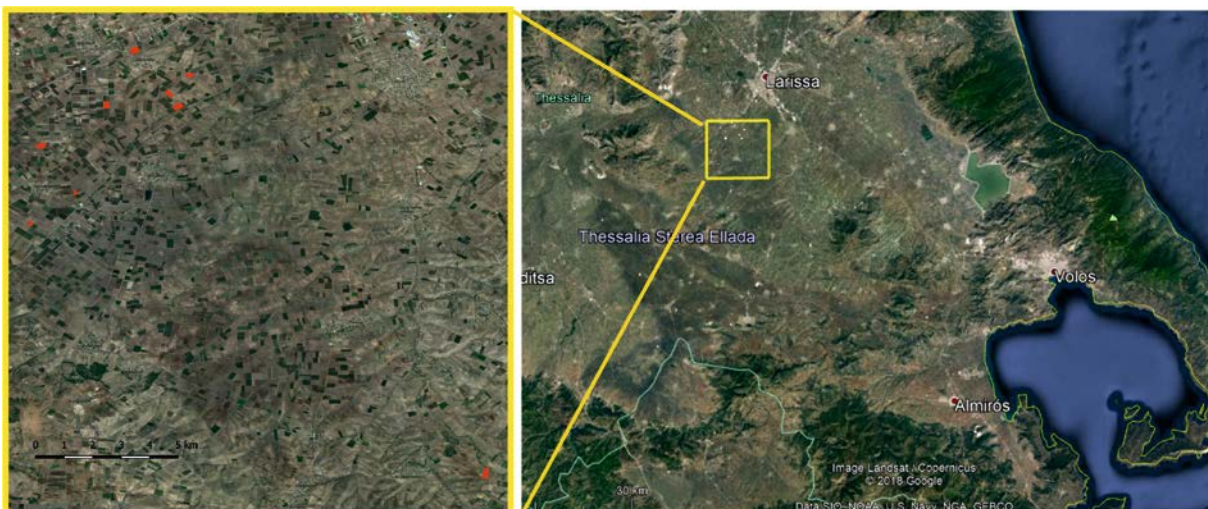 0 1 2 3 4 5 km
Larissa
Thessalia
Thessalia Sterea Ellada
ditsa
Volos
Almirós
Image Landsat / Copernicus
© 2018 Google
30 km
Data SIO, NOAA, U.S. Navy, NGA, GEBCO